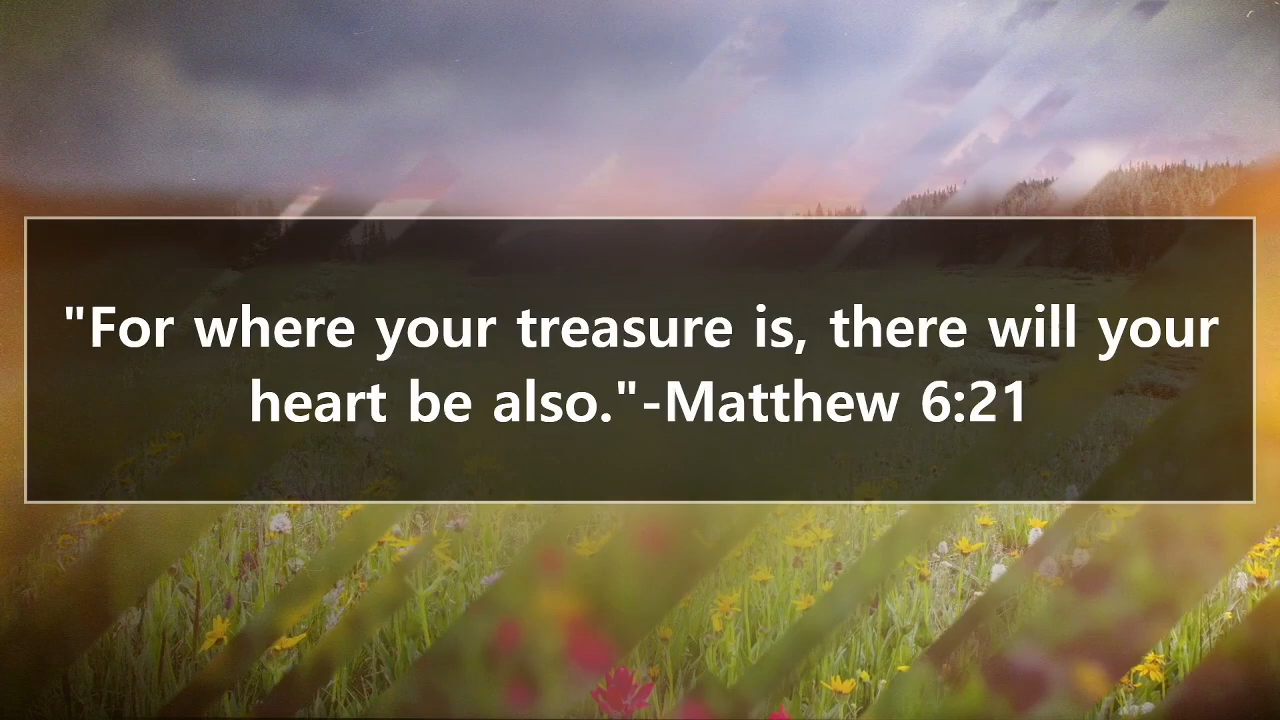 "For where your treasure is, there will your
heart be also."-Matthew 6:21